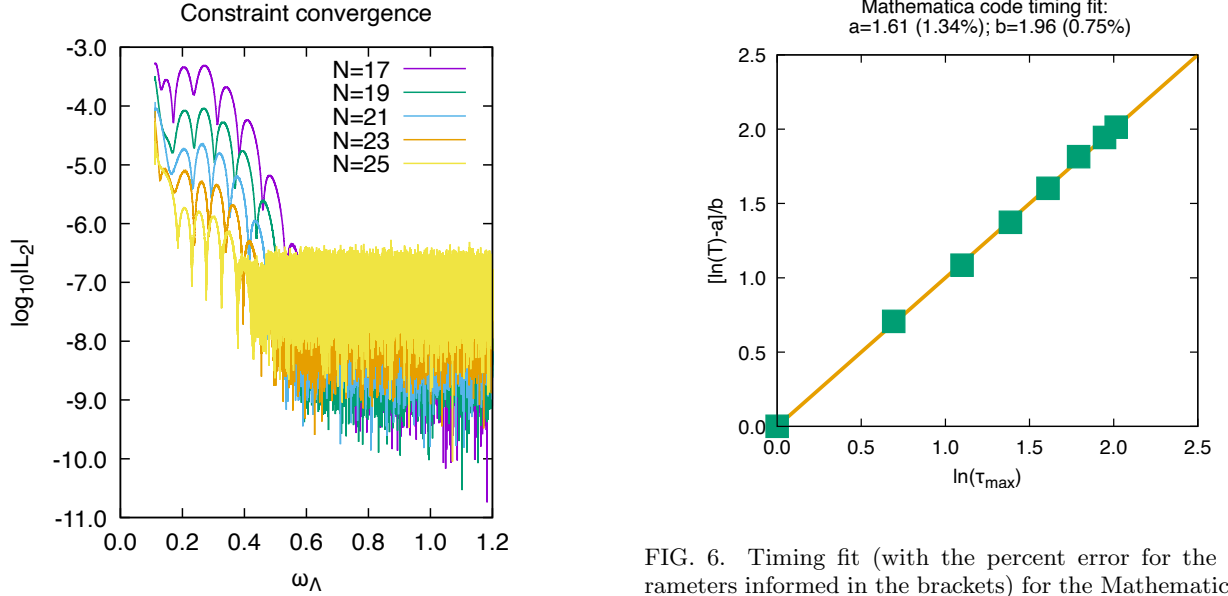 Constraint convergence
log10|L2|
-3.0
-4.0
-5.0
-6.0
-7.0
-8.0
-9.0
-10.0
-11.0
N=17
N=19
N=21
N=23
N=25
0.0 0.2 0.4 0.6 0.8 1.0 1.2
ωΛ
Mathematica code timing fit:
a=1.61 (1.34%); b=1.96 (0.75%)
[ln(T)-a]/b
2.5
2.0
1.5
1.0
0.5
0.0
0.0 0.5 1.0 1.5 2.0 2.5
ln(τmax)
FIG. 6. Timing fit (with the percent error for the
rameters informed in the brackets) for the Mathematic